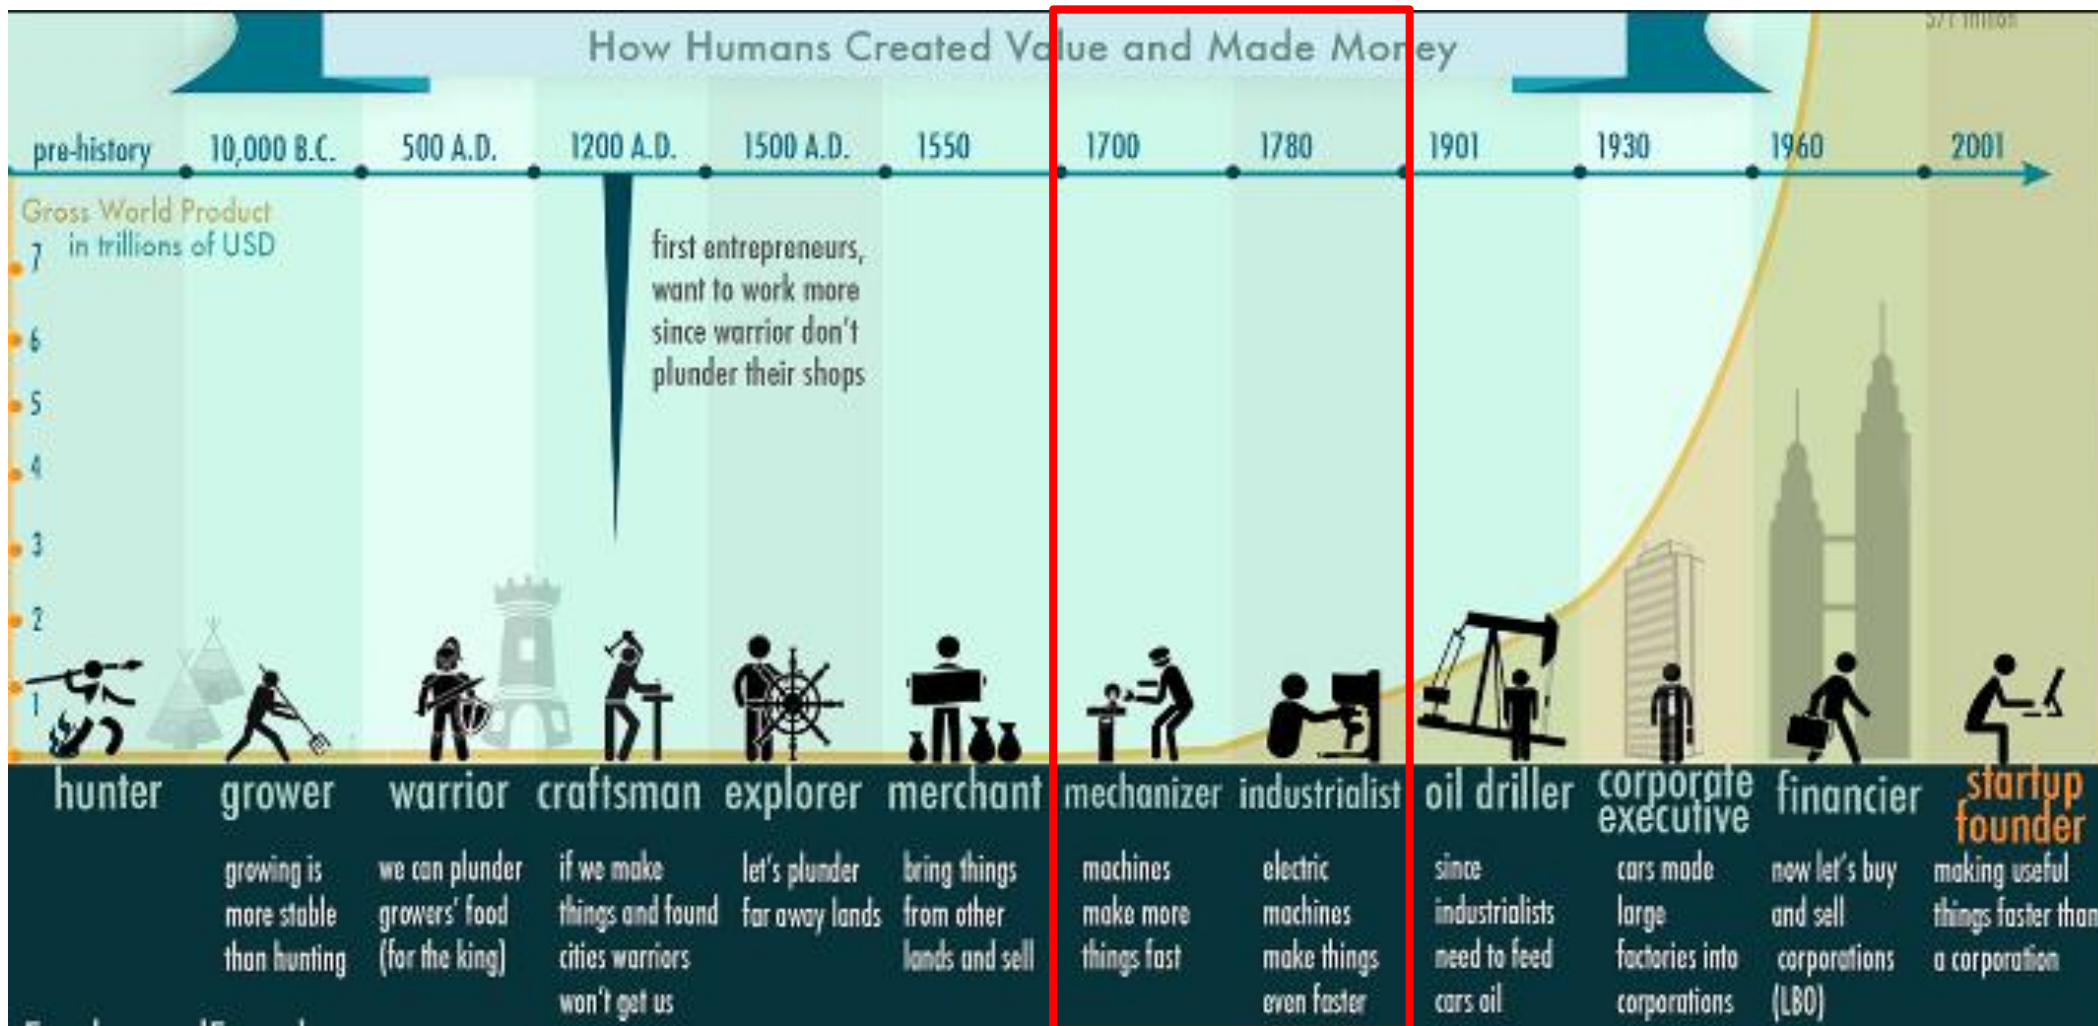 How Humans Created Value and Made Money
pre-history
10,000 B.C.
500 A.D.
1200 A.D.
1500 A.D.
1550
1700
1780
1901
1930
1960
2001
Gross World Product
in trillions of USD
7
6
5
4
3
2
1
first entrepreneurs,
want to work more
since warrior don't
plunder their shops
hunter
grower
growing is
more stable
than hunting
warrior
we can plunder
growers' food
(for the king)
craftsman
if we make
things and found
cities warriors
won't get us
explorer
let's plunder
far away lands
merchant
bring things
from other
lands and sell
mechanizer
machines
make more
things fast
industrialist
electric
machines
make things
even faster
oil driller
since
industrialists
need to feed
cars oil
corporate
executive
cars made
large
factories into
corporations
financier
now let's buy
and sell
corporations
(LBO)
startup
founder
making useful
things faster than
a corporation